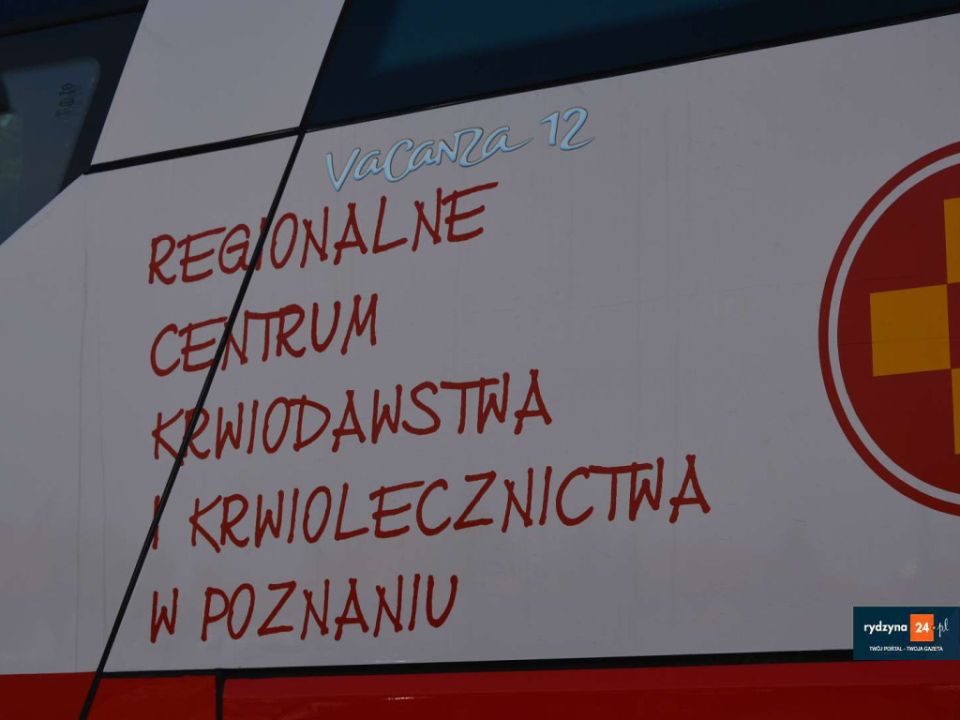 Vacanza 12
REGIONALNE
CENTRUM
KRWIODAWSTWA
I KRWIOLECZNICTWA
W POZNANIU
rydzyna 24.pl
TWÓJ PORTAL - TWOJA GAZETA